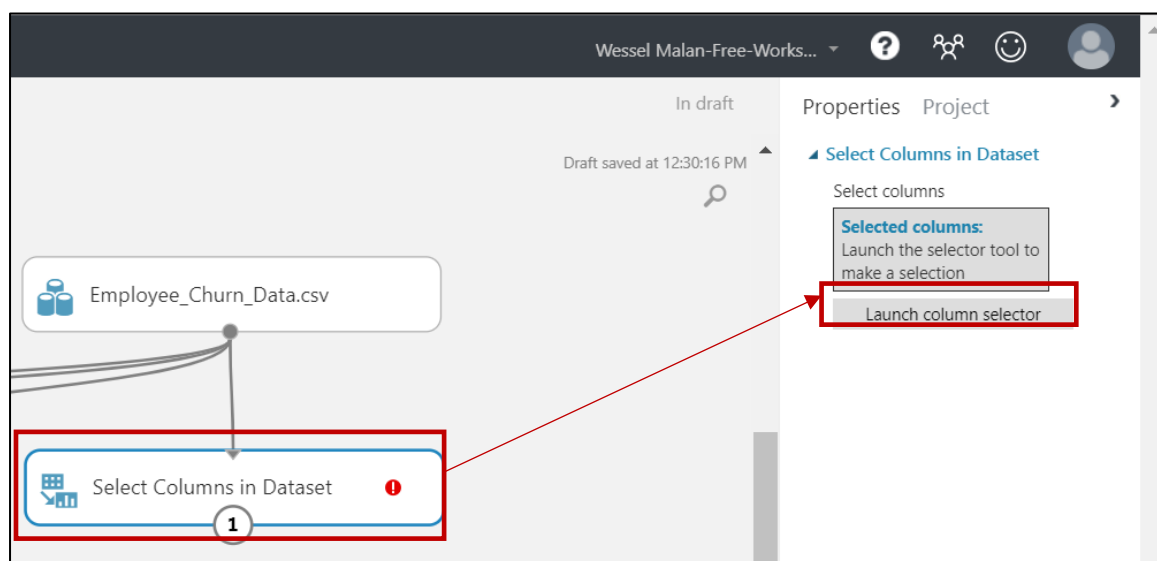 Wessel Malan-Free-Works...
?
In draft
Draft saved at 12:30:16 PM
Employee_Churn_Data.csv
Select Columns in Dataset
!
1
Properties Project
Select Columns in Dataset
Select columns
Selected columns:
Launch the selector tool to
make a selection
Launch column selector